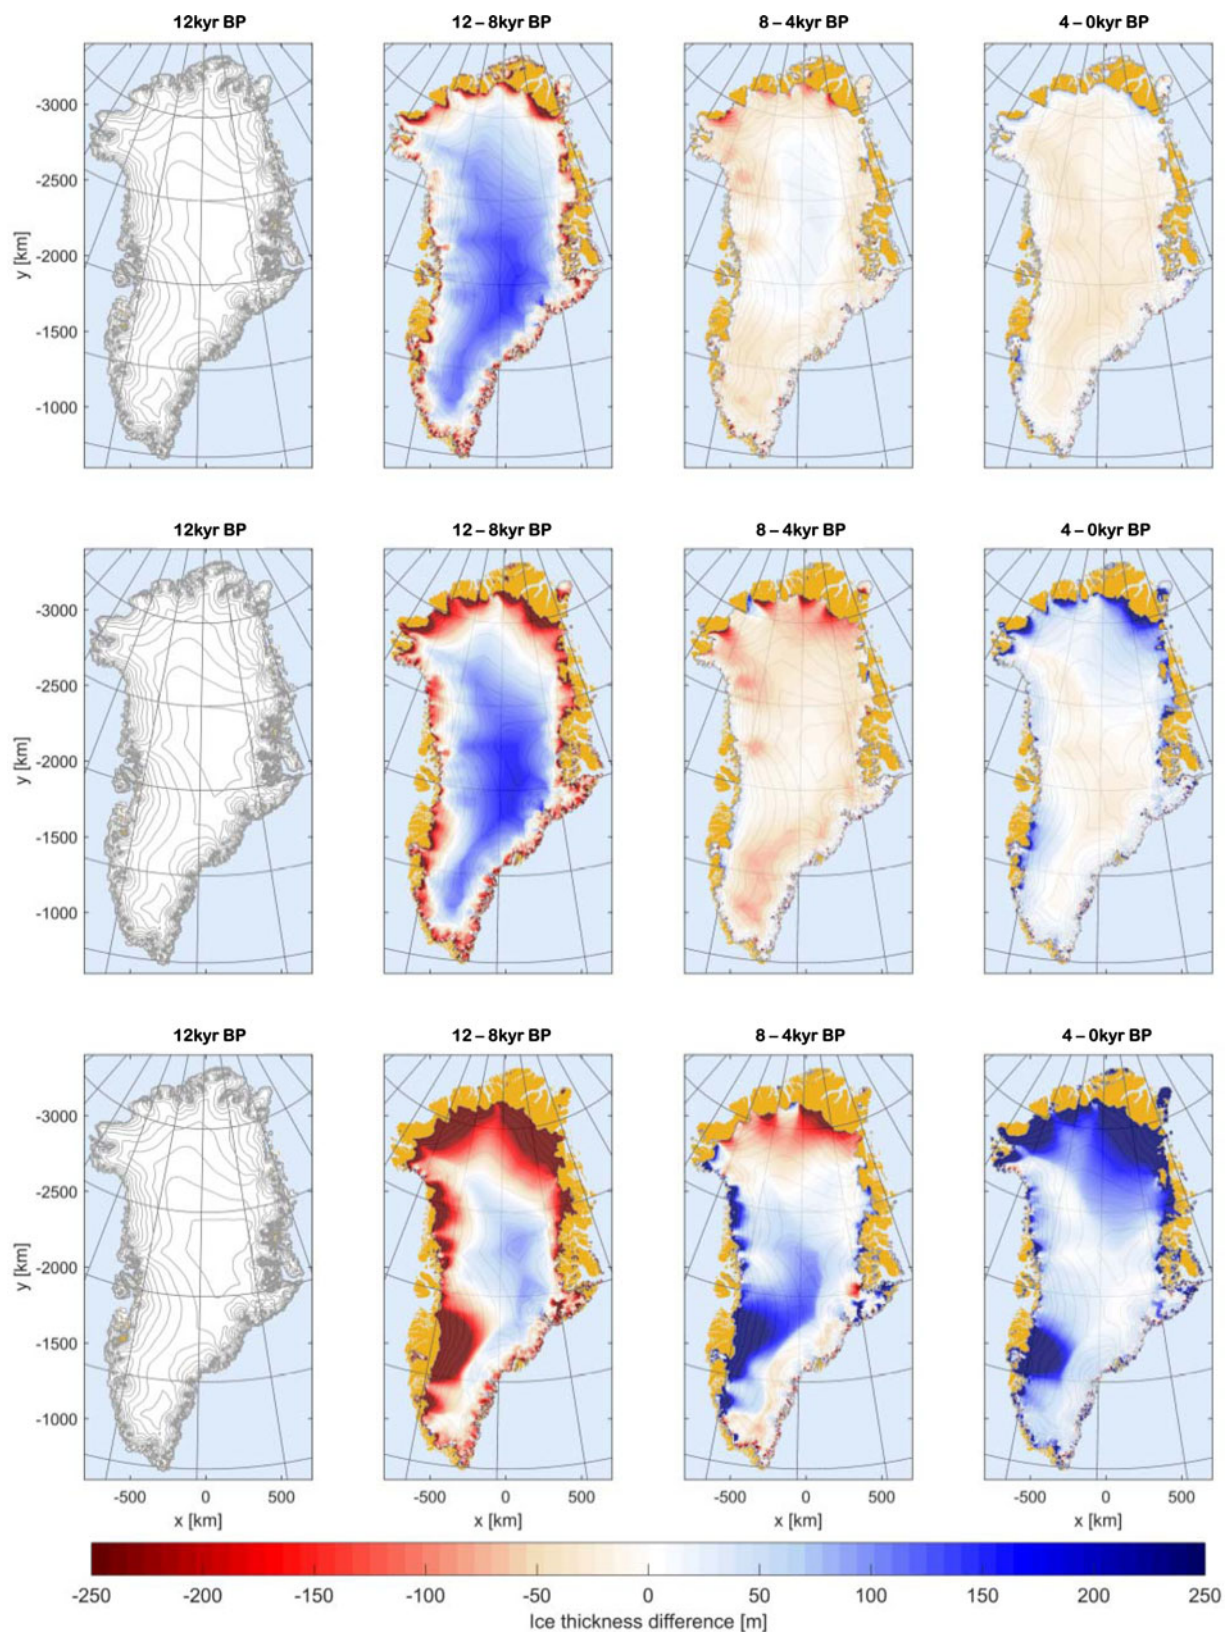 12kyr BP 12 – 8kyr BP 8 – 4kyr BP 4 – 0kyr BP
-3000
-2500
-2000
-1500
-1000
y [km]
12kyr BP 12 – 8kyr BP 8 – 4kyr BP 4 – 0kyr BP
-3000
-2500
-2000
-1500
-1000
y [km]
12kyr BP 12 – 8kyr BP 8 – 4kyr BP 4 – 0kyr BP
-3000
-2500
-2000
-1500
-1000
y [km]
-500 0 500 -500 0 500 -500 0 500 -500 0 500
x [km] x [km] x [km] x [km]
-250 -200 -150 -100 -50 0 50 100 150 200 250
Ice thickness difference [m]